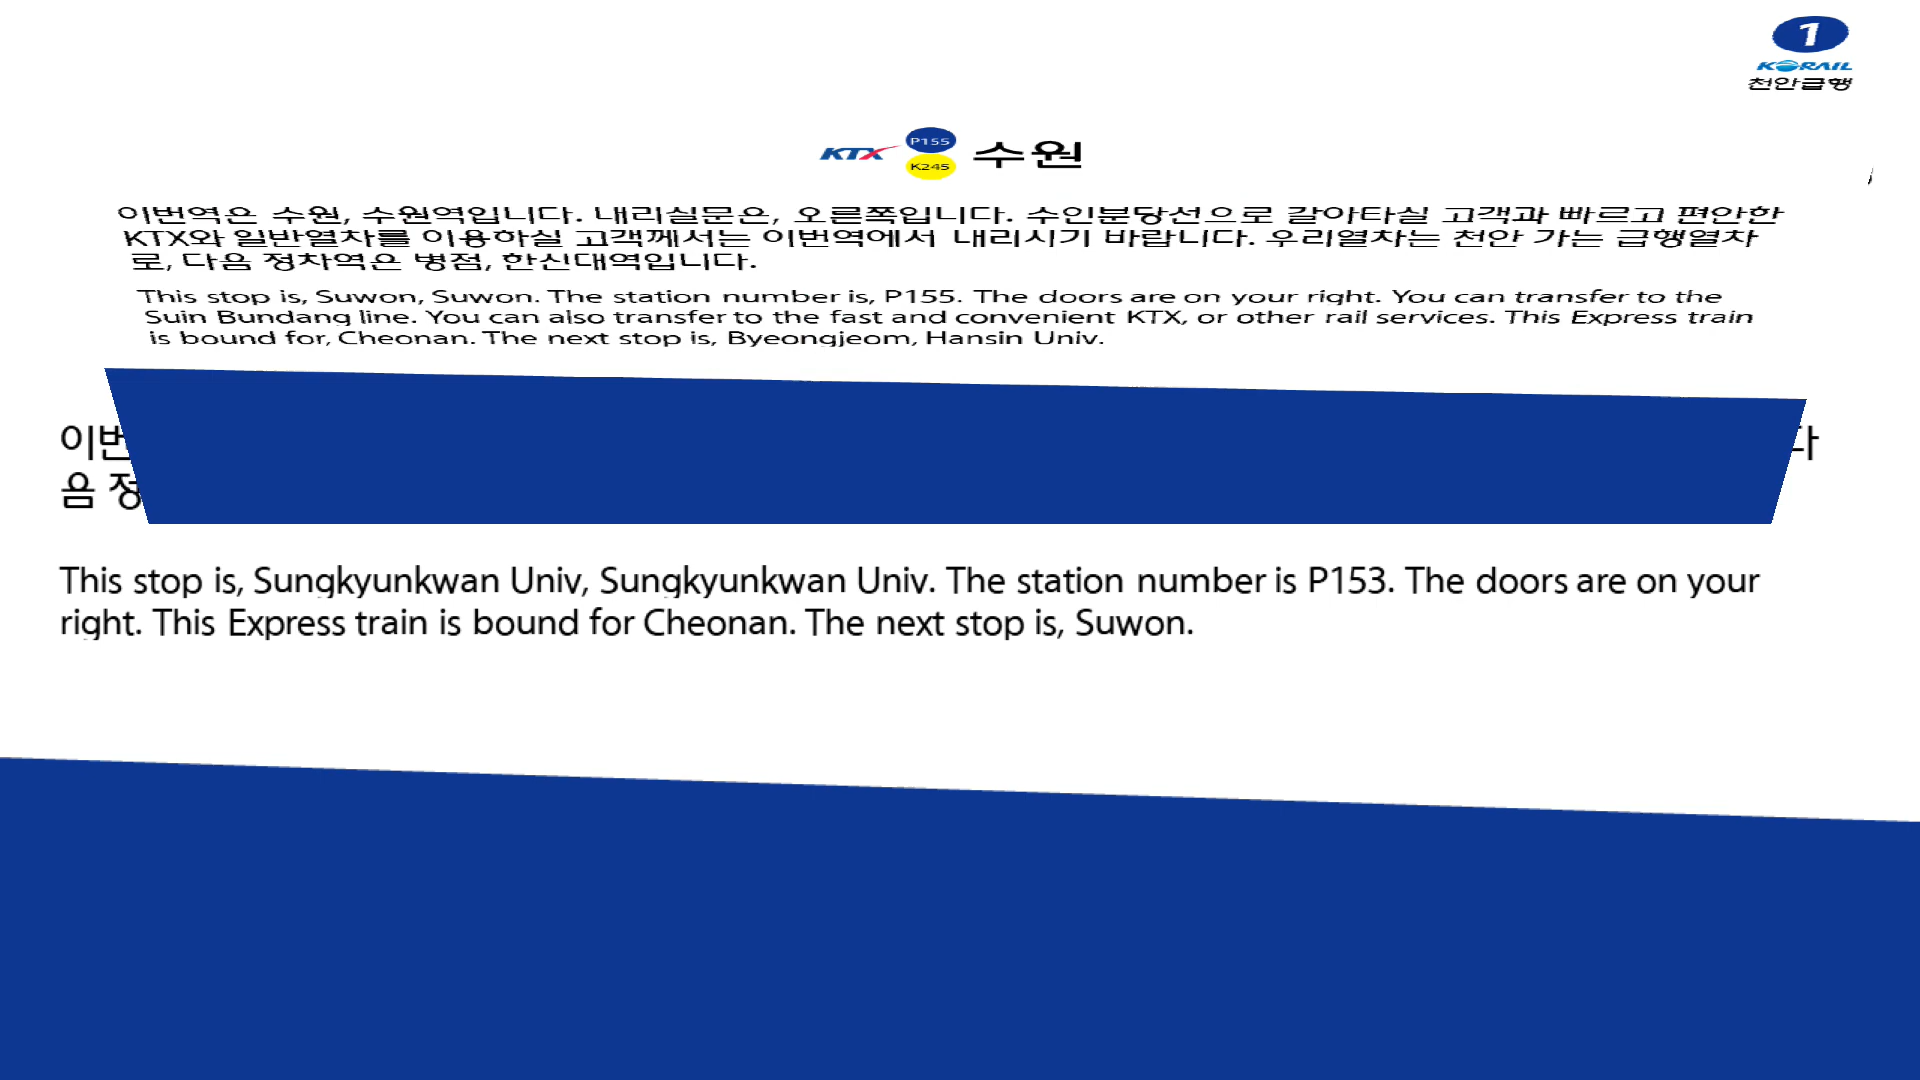 1
KORAIL
천안급행
KTX P155 K245 수원
이번역은 수원, 수원역입니다. 내리실문은, 오른쪽입니다. 수인분당선으로 갈아타실 고객과 빠르고 편안한
KTX와 일반열차를 이용하실 고객께서는 이번역에서 내리시기 바랍니다. 우리열차는 천안 가는 급행열차
로, 다음 정차역은 병점, 한신대역입니다.
This stop is, Suwon, Suwon. The station number is, P155. The doors are on your right. You can transfer to the
Suin Bundang line. You can also transfer to the fast and convenient KTX, or other rail services. This Express train
is bound for, Cheonan. The next stop is, Byeongjeom, Hansin Univ.
이번 다
음 정
This stop is, Sungkyunkwan Univ, Sungkyunkwan Univ. The station number is P153. The doors are on your
right. This Express train is bound for Cheonan. The next stop is, Suwon.